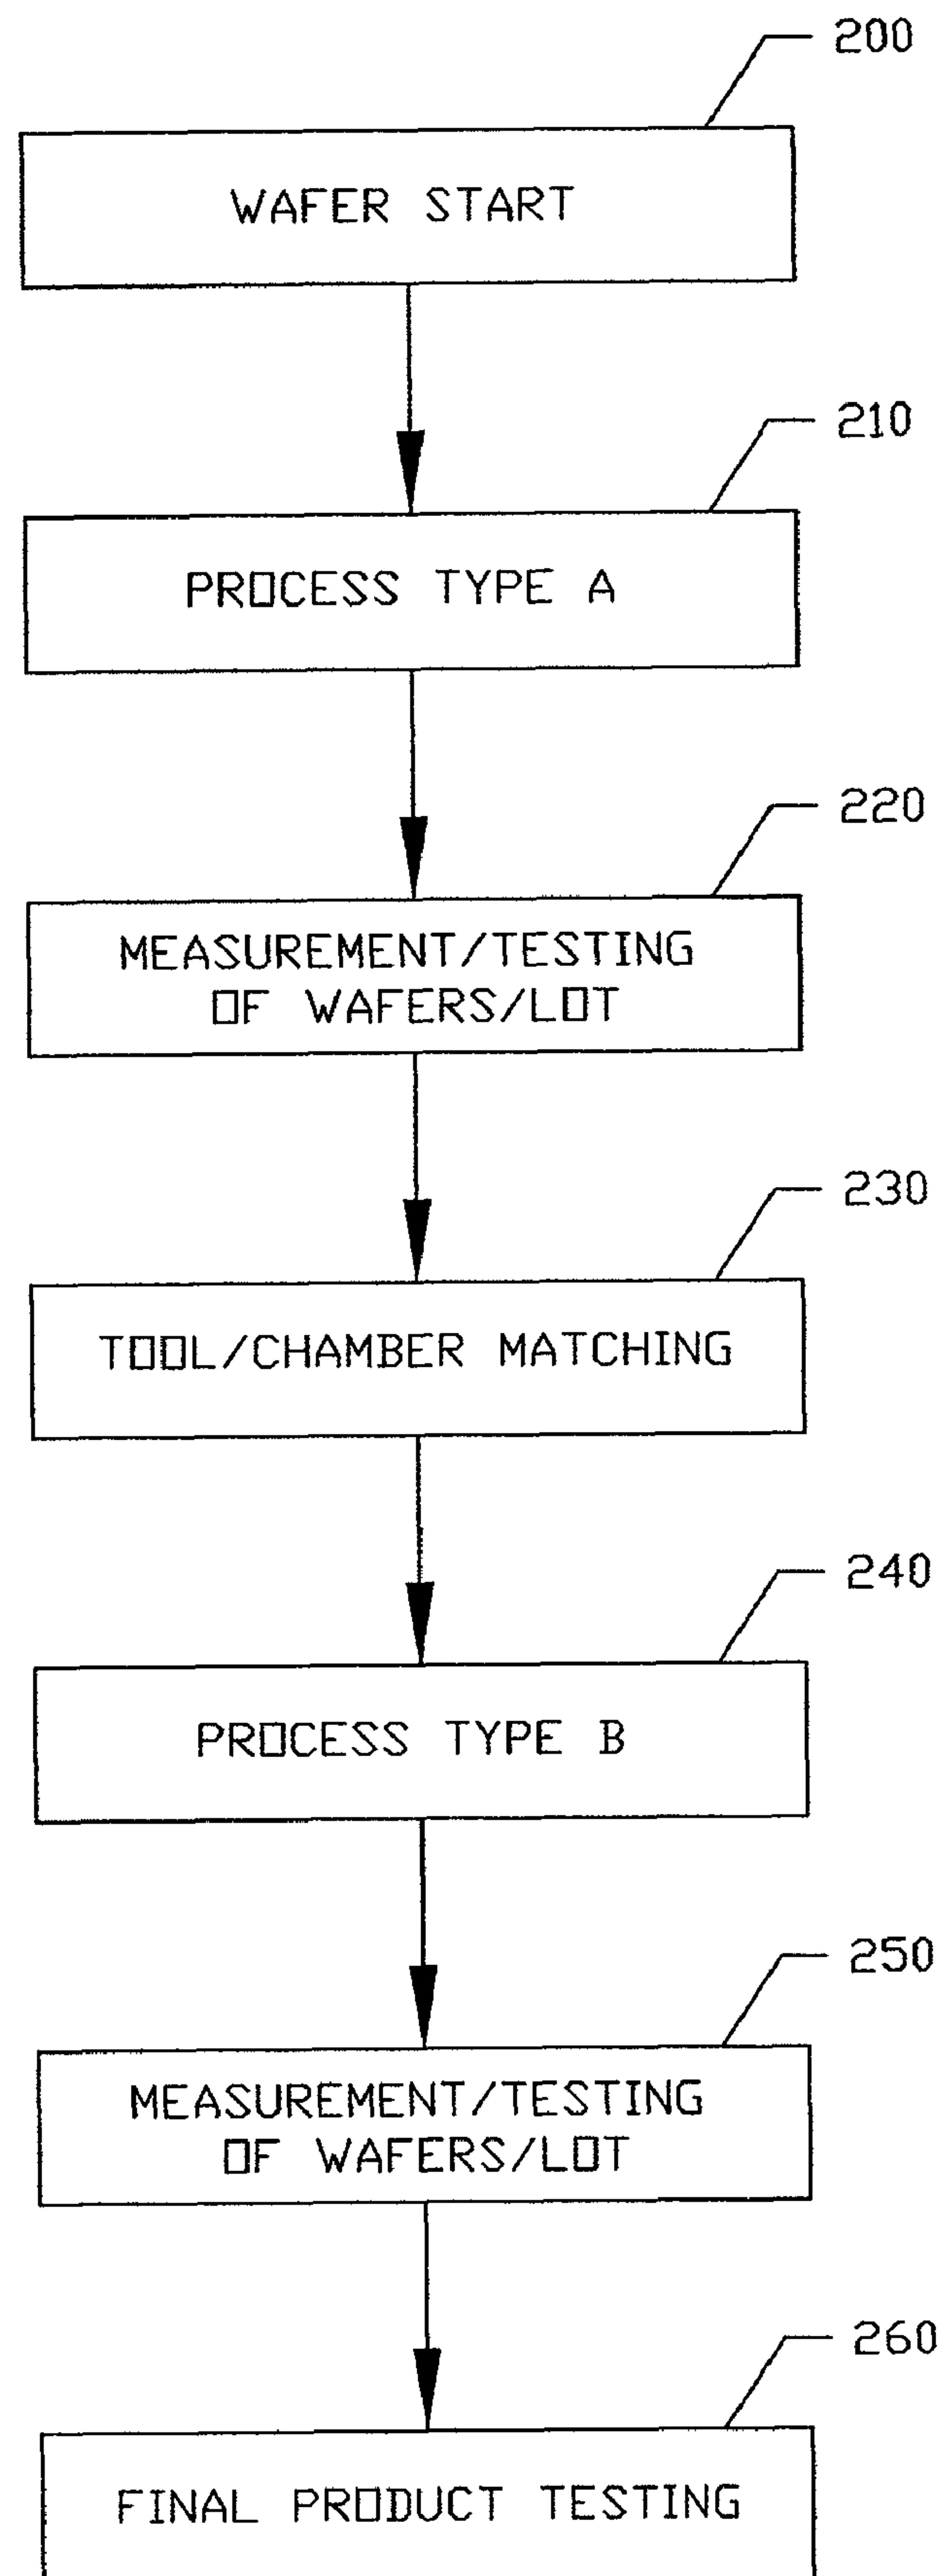 200
WAFER START
210
PROCESS TYPE A
220
MEASUREMENT/TESTING
OF WAFERS/LOT
230
TOOL/CHAMBER MATCHING
240
PROCESS TYPE B
250
MEASUREMENT/TESTING
OF WAFERS/LOT
260
FINAL PRODUCT TESTING